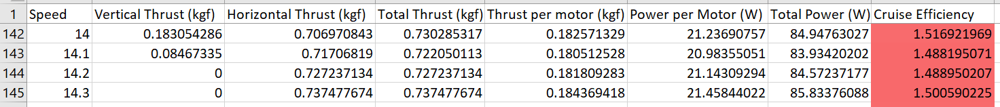 1 Speed Vertical Thrust (kgf) Horizontal Thrust (kgf) Total Thrust (kgf) Thrust per motor (kgf) Power per Motor (W) Total Power (W) Cruise Efficiency
142 14 0.183054286 0.706970843 0.730285317 0.182571329 21.23690757 84.94763027 1.516921969
143 14.1 0.08467335 0.71706819 0.722050113 0.180512528 20.98355051 83.93420202 1.488195071
144 14.2 0 0.727237134 0.727237134 0.181809283 21.14309294 84.57237177 1.488950207
145 14.3 0 0.737477674 0.737477674 0.184369418 21.45844022 85.83376088 1.500590225